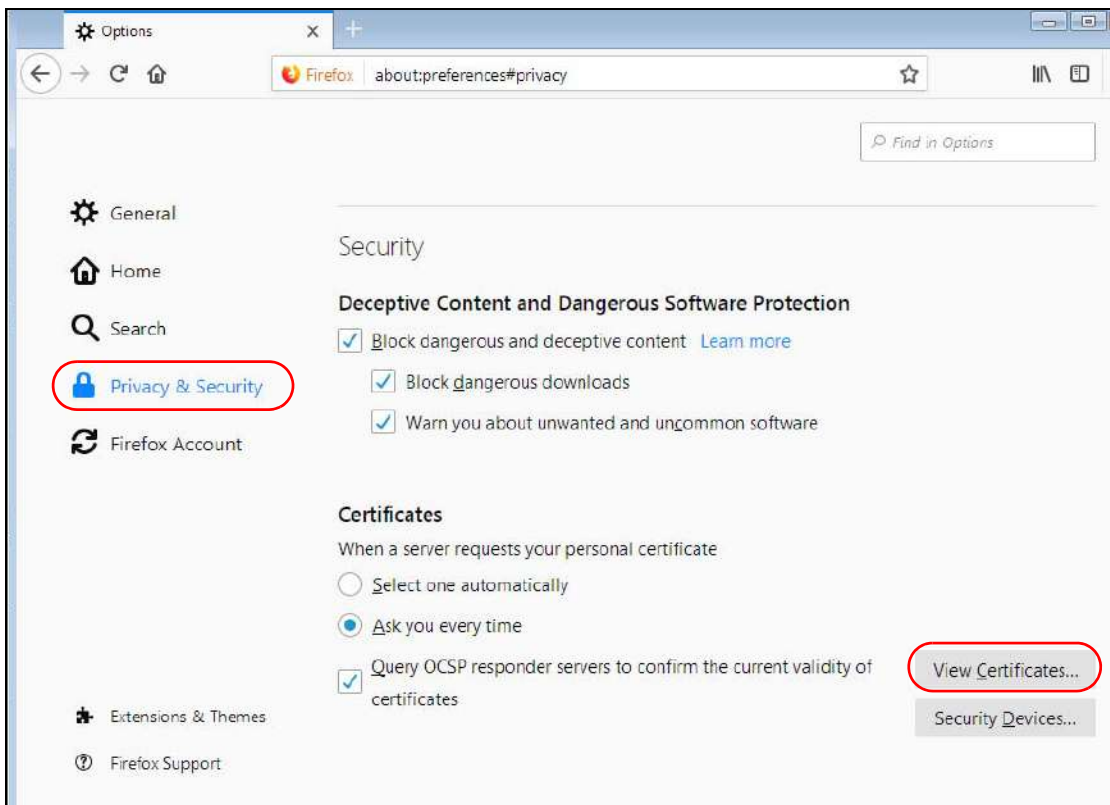 Options
Firefox about:preferences#privacy
Find in Options
General
Home
Search
Privacy & Security
Firefox Account
Extensions & Themes
Firefox Support
Security
Deceptive Content and Dangerous Software Protection
Block dangerous and deceptive content Learn more
Block dangerous downloads
Warn you about unwanted and uncommon software
Certificates
When a server requests your personal certificate
Select one automatically
Ask you every time
Query OCSP responder servers to confirm the current validity of
certificates
View Certificates...
Security Devices...